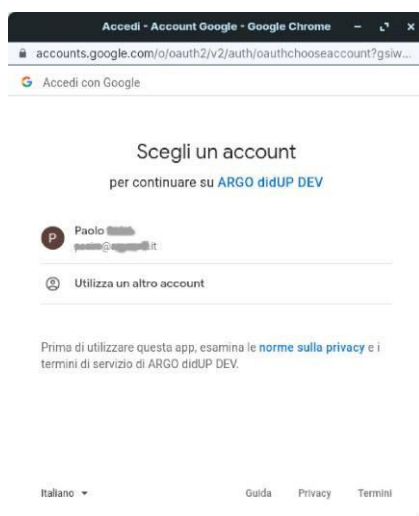 Accedi - Account Google - Google Chrome
accounts.google.com/o/oauth2/v2/auth/oauthchooseaccount?gsiw...
Accedi con Google
Scegli un account
per continuare su ARGO didUP DEV
P
Paolo
Utilizza un altro account
Prima di utilizzare questa app, esamina le norme sulla privacy e i
termini di servizio di ARGO didUP DEV.
Italiano Guida Privacy Termini